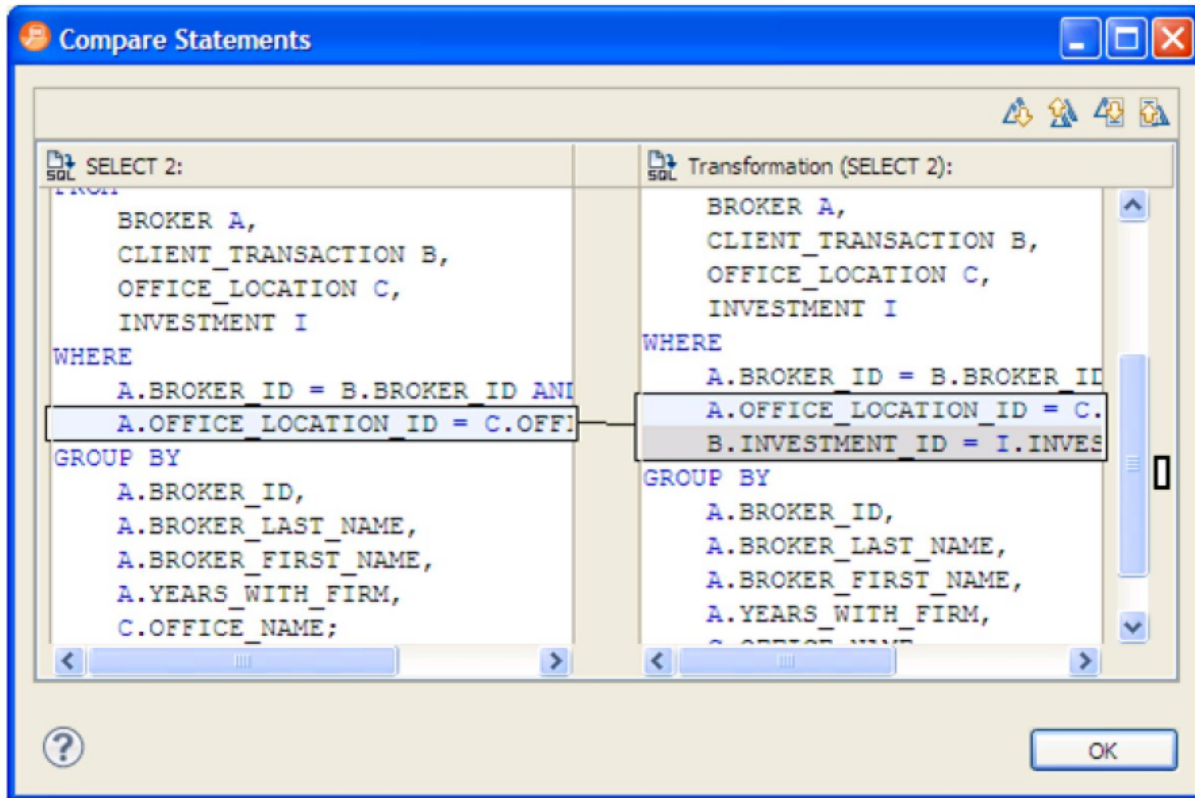 Compare Statements
SELECT 2:
FROM
BROKER A,
CLIENT_TRANSACTION B,
OFFICE_LOCATION C,
INVESTMENT I
WHERE
A.BROKER_ID = B.BROKER_ID AND
A.OFFICE_LOCATION_ID = C.OFFI
GROUP BY
A.BROKER_ID,
A.BROKER_LAST_NAME,
A.BROKER_FIRST_NAME,
A.YEARS_WITH_FIRM,
C.OFFICE_NAME;
Transformation (SELECT 2):
BROKER A,
CLIENT_TRANSACTION B,
OFFICE_LOCATION C,
INVESTMENT I
WHERE
A.BROKER_ID = B.BROKER_ID
A.OFFICE_LOCATION_ID = C.
B.INVESTMENT_ID = I.INVES
GROUP BY
A.BROKER_ID,
A.BROKER_LAST_NAME,
A.BROKER_FIRST_NAME,
A.YEARS_WITH_FIRM,
C.OFFICE_NAME
?
OK